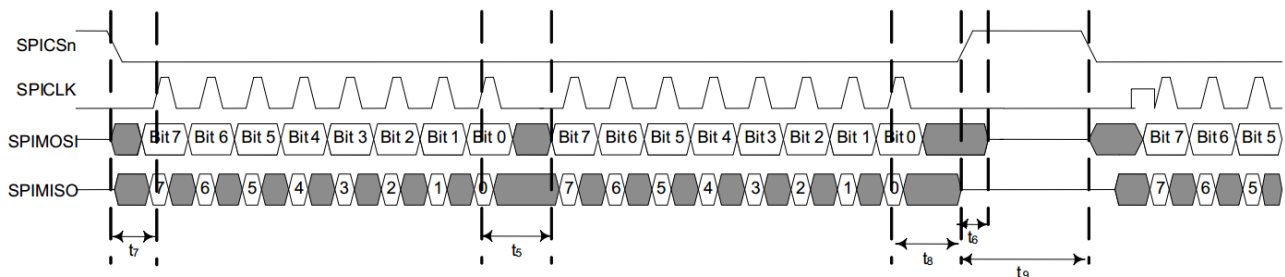 SPICSn
SPICLK
SPIMOSI Bit 7 Bit 6 Bit 5 Bit 4 Bit 3 Bit 2 Bit 1 Bit 0 Bit 7 Bit 6 Bit 5 Bit 4 Bit 3 Bit 2 Bit 1 Bit 0 Bit 7 Bit 6 Bit 5
SPIMISO 7 6 5 4 3 2 1 0 7 6 5 4 3 2 1 0 7 6 5
t7 t5 t8 t6 t9